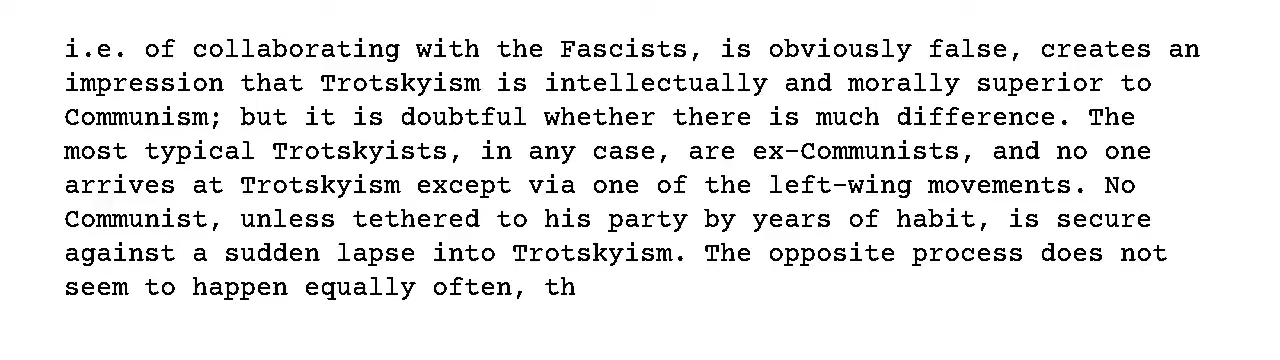 i.e. of collaborating with the Fascists, is obviously false, creates an
impression that Trotskyism is intellectually and morally superior to
Communism; but it is doubtful whether there is much difference. The
most typical Trotskyists, in any case, are ex-Communists, and no one
arrives at Trotskyism except via one of the left-wing movements. No
Communist, unless tethered to his party by years of habit, is secure
against a sudden lapse into Trotskyism. The opposite process does not
seem to happen equally often, th